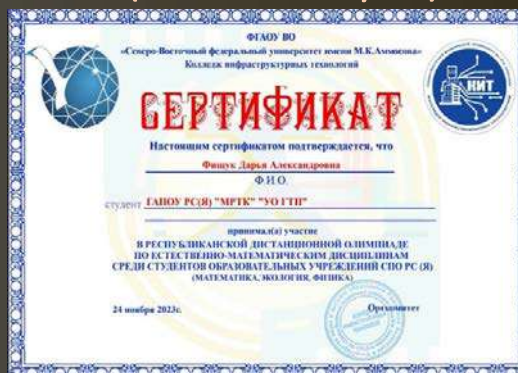 ФГАОУ ВО
«Северо-Восточный федеральный университет имени М.К.Аммосова»
Колледж инфраструктурных технологий
КИТ
СЕРТИФИКАТ
Настоящим сертификатом подтверждается, что
Фищук Дарья Александровна
Ф.И.О.
студент ГАПОУ РС(Я) "МРТК" "УО ГТП"
принимал(а) участие
В РЕСПУБЛИКАНСКОЙ ДИСТАНЦИОННОЙ ОЛИМПИАДЕ
ПО ЕСТЕСТВЕННО-МАТЕМАТИЧЕСКИМ ДИСЦИПЛИНАМ
СРЕДИ СТУДЕНТОВ ОБРАЗОВАТЕЛЬНЫХ УЧРЕЖДЕНИЙ СПО РС (Я)
(МАТЕМАТИКА, ЭКОЛОГИЯ, ФИЗИКА)
24 ноября 2023г.
Оргкомитет